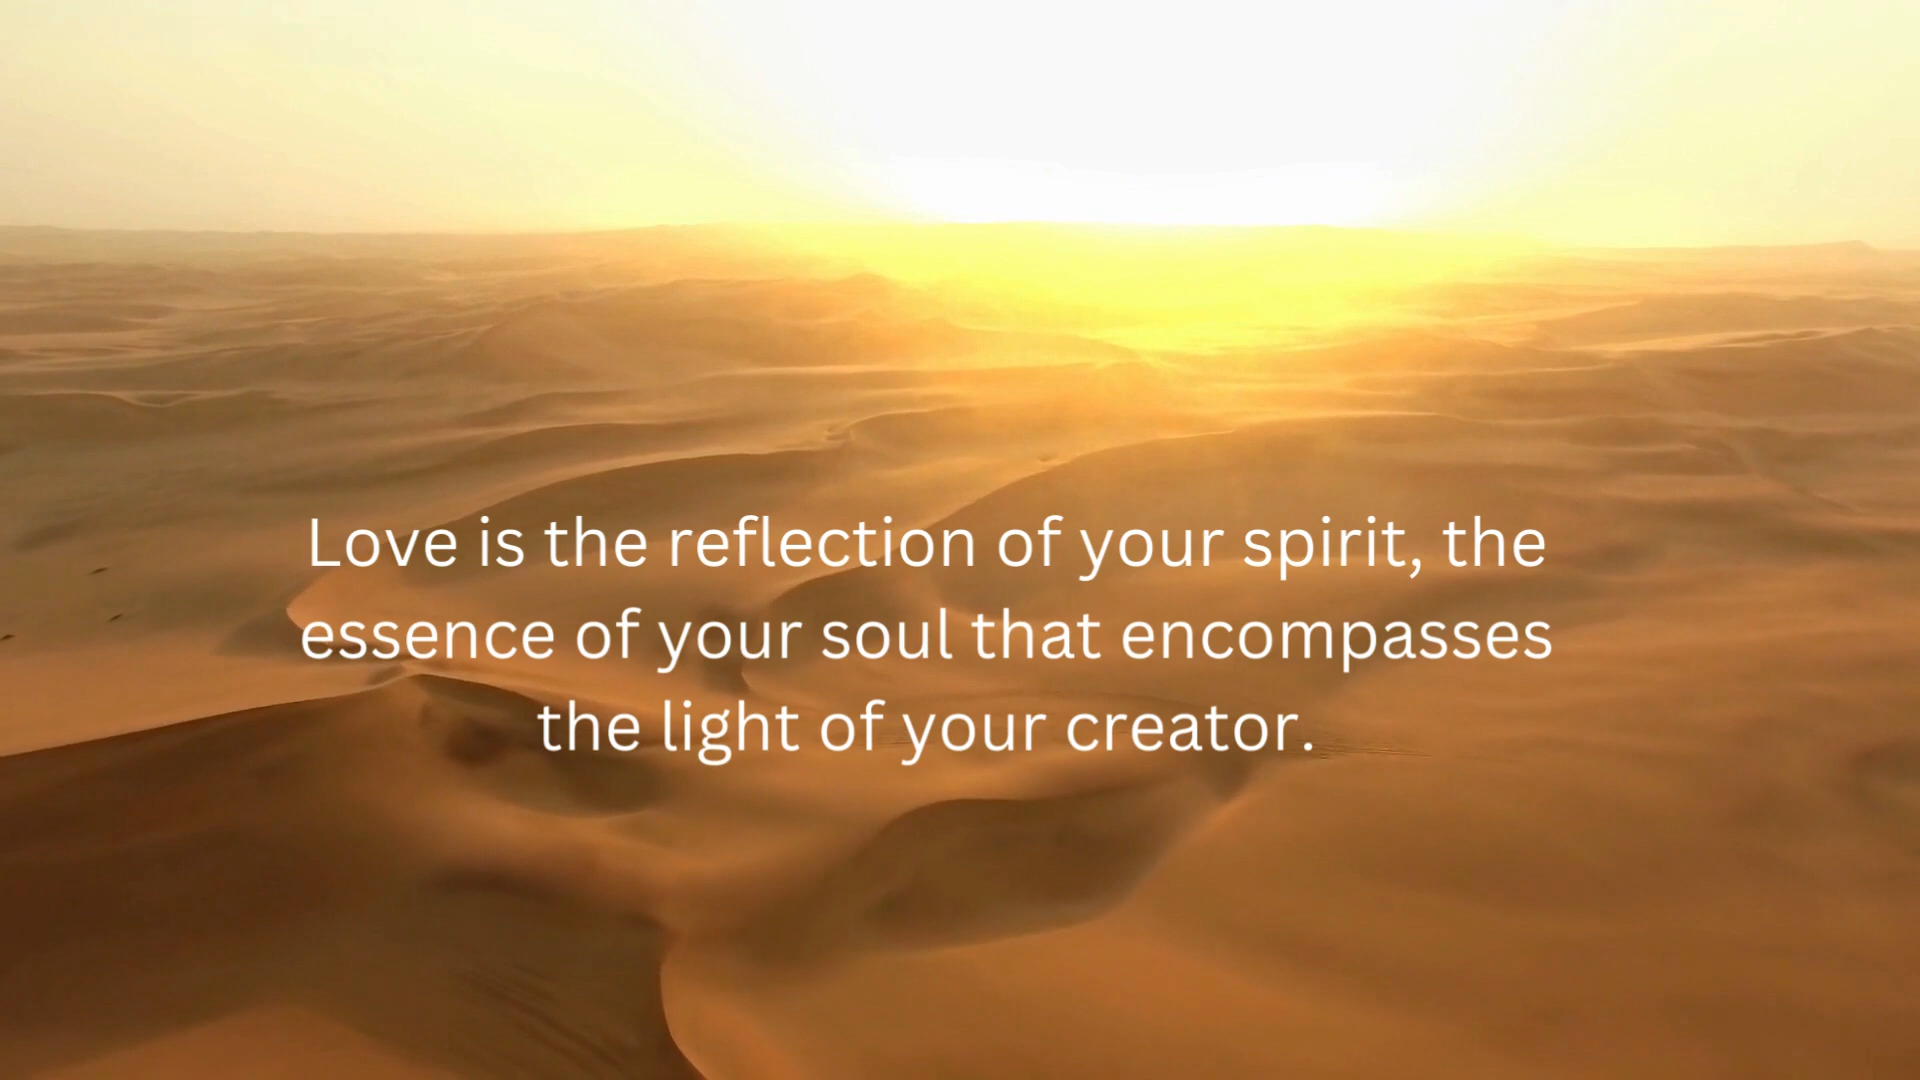 Love is the reflection of your spirit, the
essence of your soul that encompasses
the light of your creator.